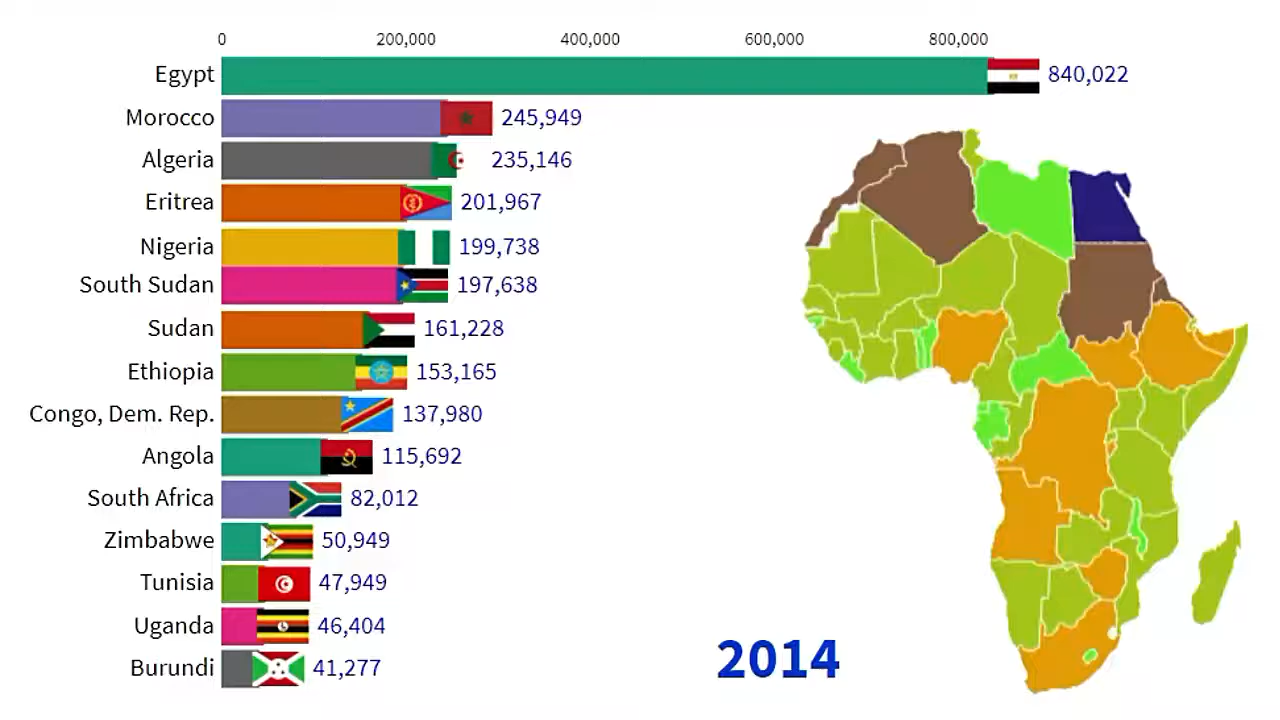 0 200,000 400,000 600,000 800,000
Egypt 840,022
Morocco 245,949
Algeria 235,146
Eritrea 201,967
Nigeria 199,738
South Sudan 197,638
Sudan 161,228
Ethiopia 153,165
Congo, Dem. Rep. 137,980
Angola 115,692
South Africa 82,012
Zimbabwe 50,949
Tunisia 47,949
Uganda 46,404
Burundi 41,277
2014